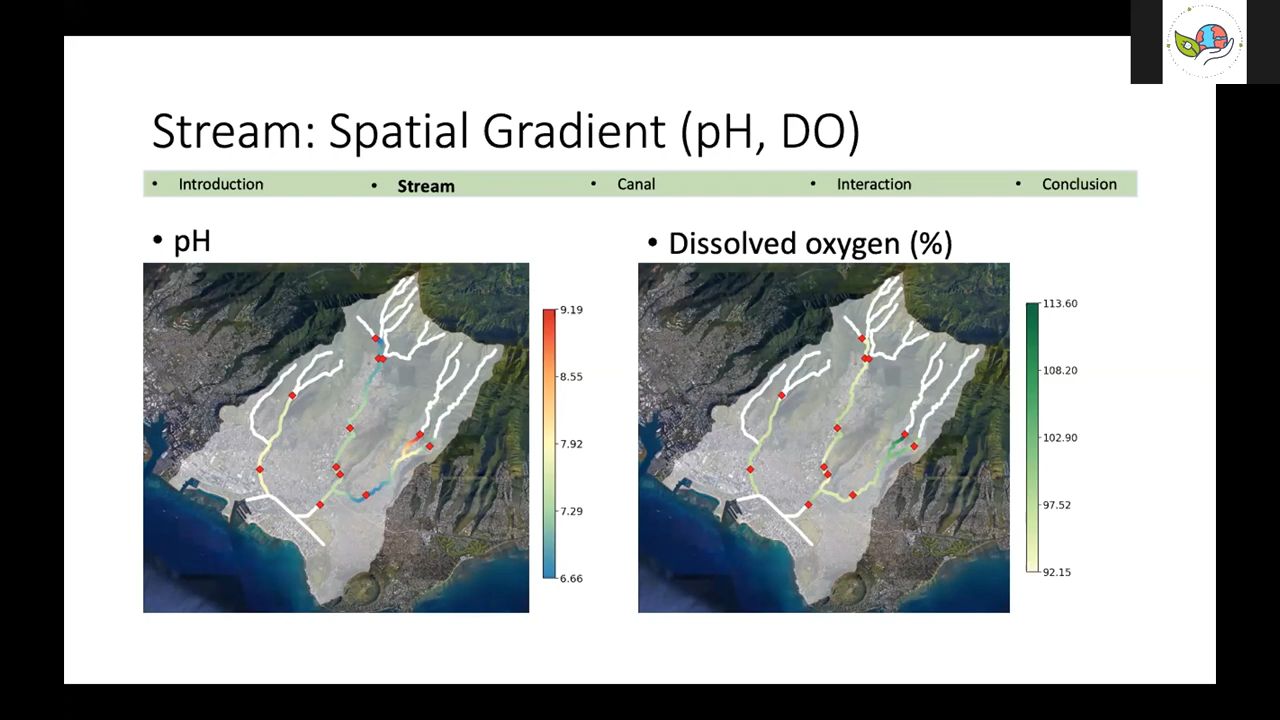 Stream: Spatial Gradient (pH, DO)
• Introduction • Stream • Canal • Interaction • Conclusion
• pH
• Dissolved oxygen (%)
9.19
8.55
7.92
7.29
6.66
113.60
108.20
102.90
97.52
92.15